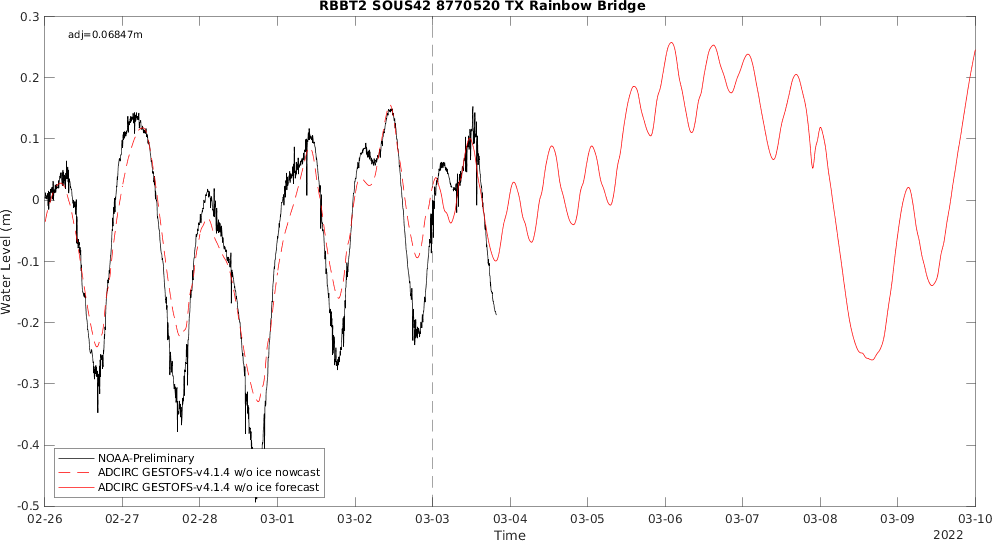 RBBT2 SOUS42 8770520 TX Rainbow Bridge
adj=0.06847m
0.3
0.2
0.1
0
-0.1
-0.2
-0.3
-0.4
-0.5
Water Level (m)
NOAA-Preliminary
ADCIRC GESTOFS-v4.1.4 w/o ice nowcast
ADCIRC GESTOFS-v4.1.4 w/o ice forecast
02-26 02-27 02-28 03-01 03-02 03-03 03-04 03-05 03-06 03-07 03-08 03-09 03-10
Time
2022